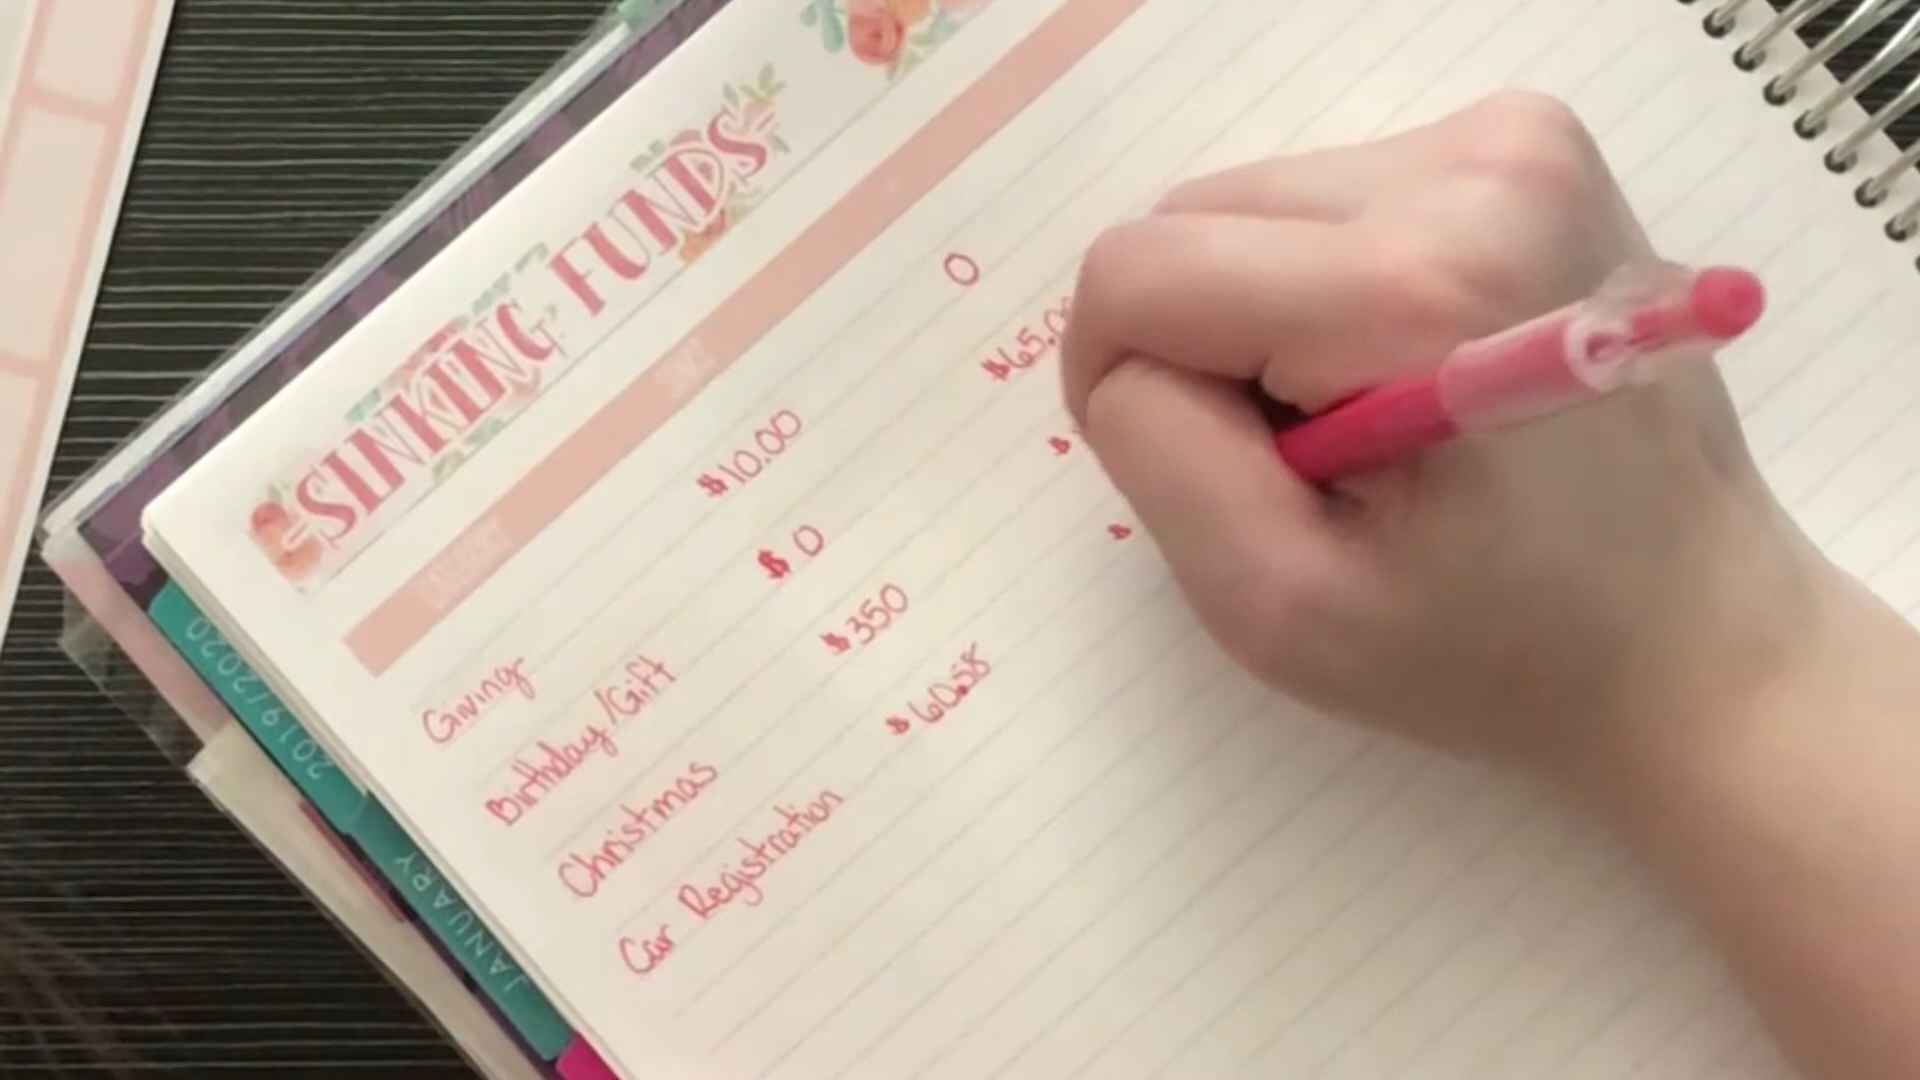 SINKING FUNDS
BUDGET
Giving $10.00 0
Birthday/Gift $0 $65.0
Christmas $350 $
Car Registration $60.58 $
2019/2020
JANUARY